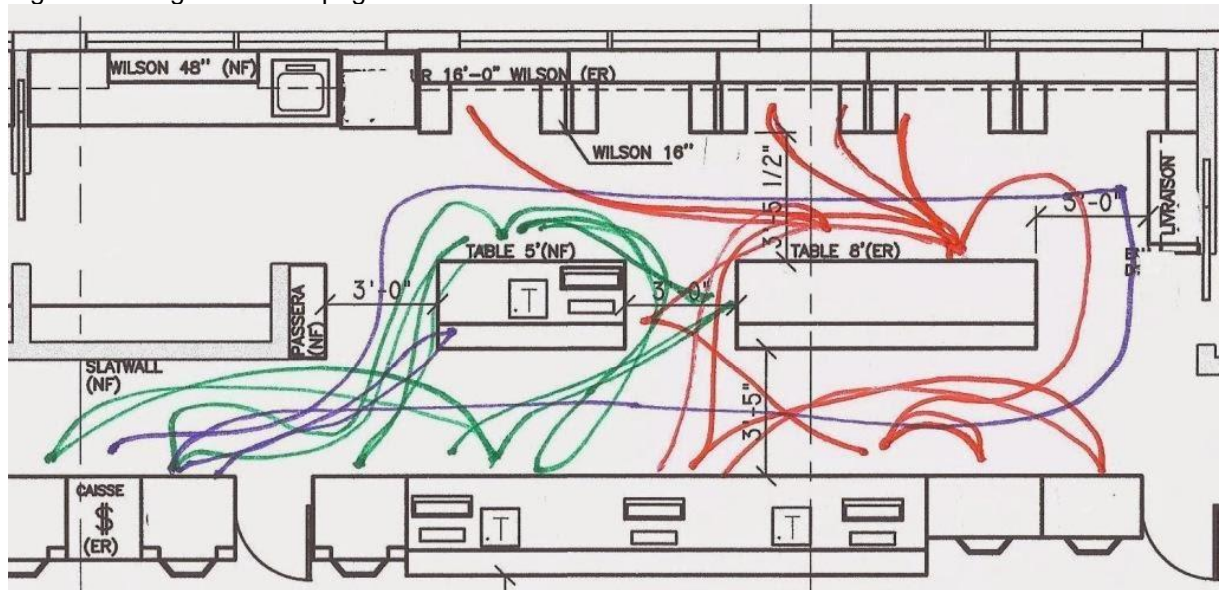 WILSON 48" (NF)
UR 16'-0" WILSON (ER)
WILSON 16"
3'-5 1/2"
3'-0"
LIVRAISON
TABLE 5'(NF)
TABLE 8'(ER)
3'-0"
T
3'-0"
PASSERA
(NF)
SLATWALL
(NF)
3'-5"
CAISSE
$
(ER)
T
T